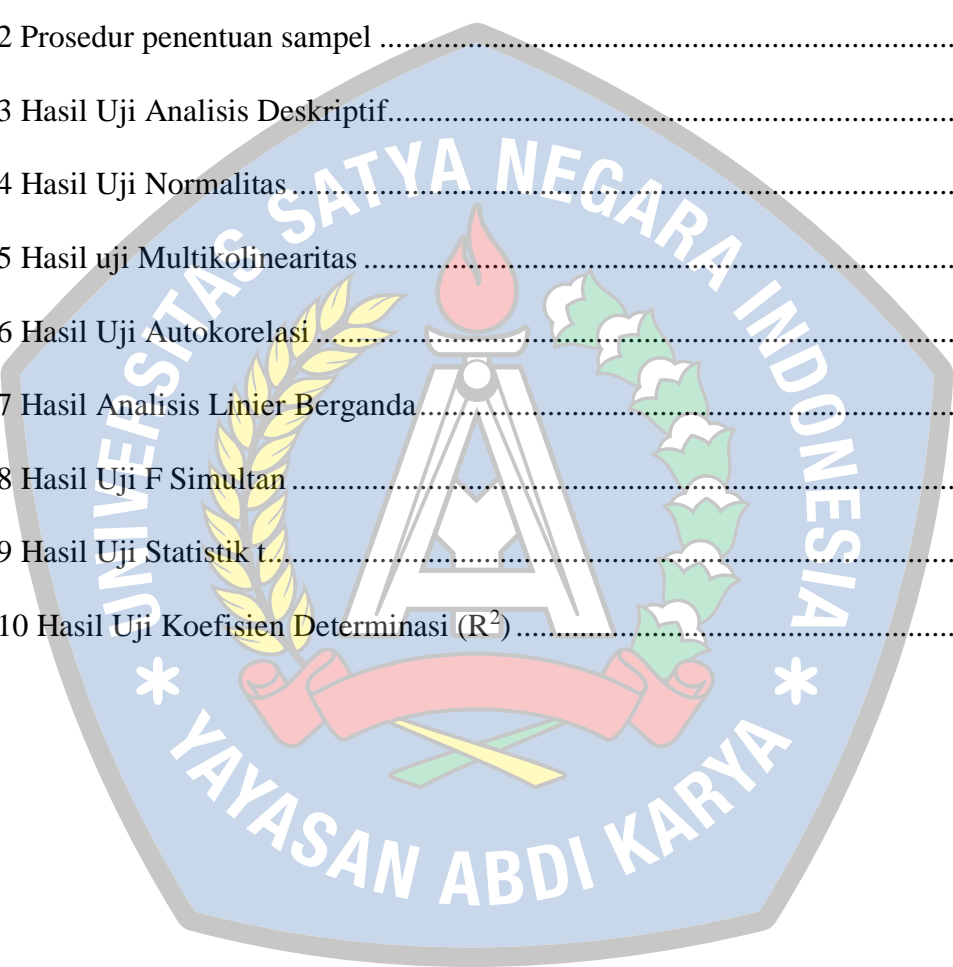 2 Prosedur penentuan sampel ........................................................................
3 Hasil Uji Analisis Deskriptif.......................................................................
4 Hasil Uji Normalitas ...................................................................................
5 Hasil uji Multikolinearitas ..........................................................................
6 Hasil Uji Autokorelasi ................................................................................
7 Hasil Analisis Linier Berganda...................................................................
8 Hasil Uji F Simultan ...................................................................................
9 Hasil Uji Statistik t......................................................................................
10 Hasil Uji Koefisien Determinasi (R²) .......................................................
UNIVERSITAS SATYA NEGARA INDONESIA
* YAYASAN ABDI KARYA *